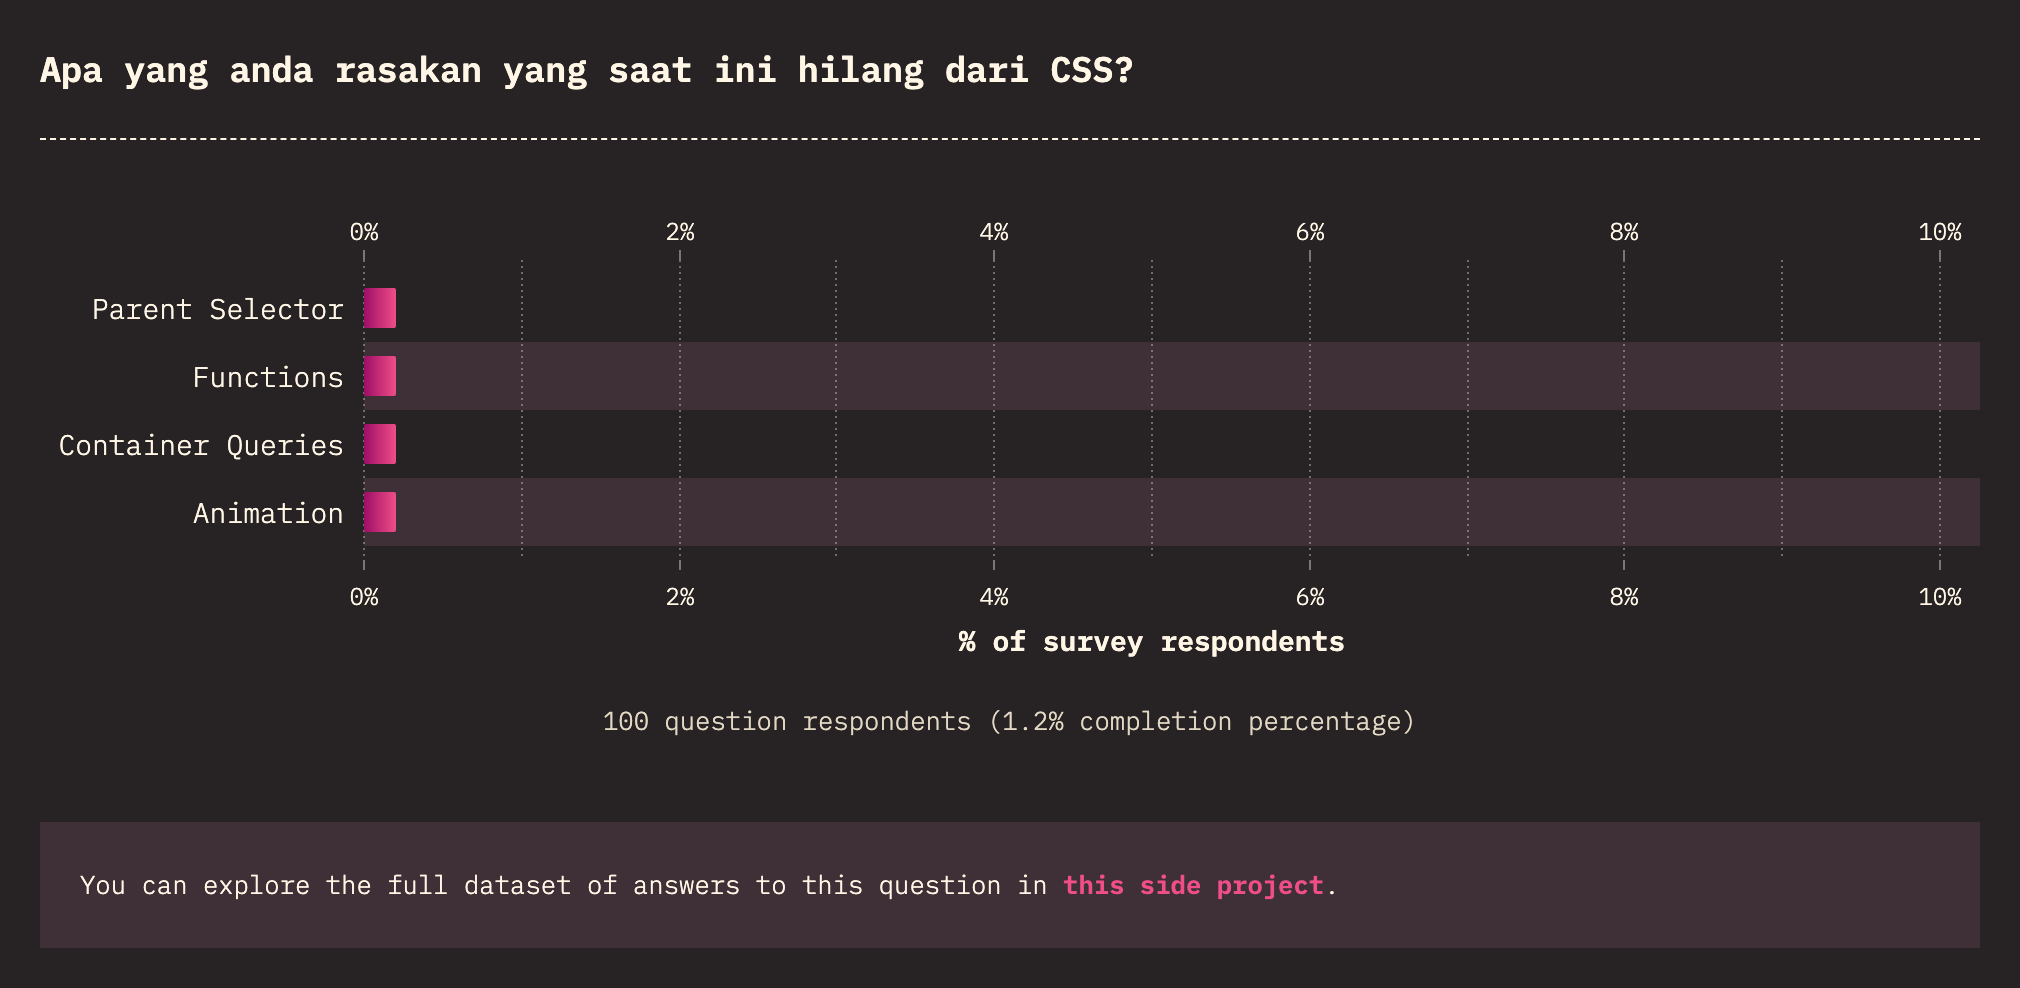 Apa yang anda rasakan yang saat ini hilang dari CSS?
0% 2% 4% 6% 8% 10%
Parent Selector
Functions
Container Queries
Animation
0% 2% 4% 6% 8% 10%
% of survey respondents
100 question respondents (1.2% completion percentage)
You can explore the full dataset of answers to this question in this side project.